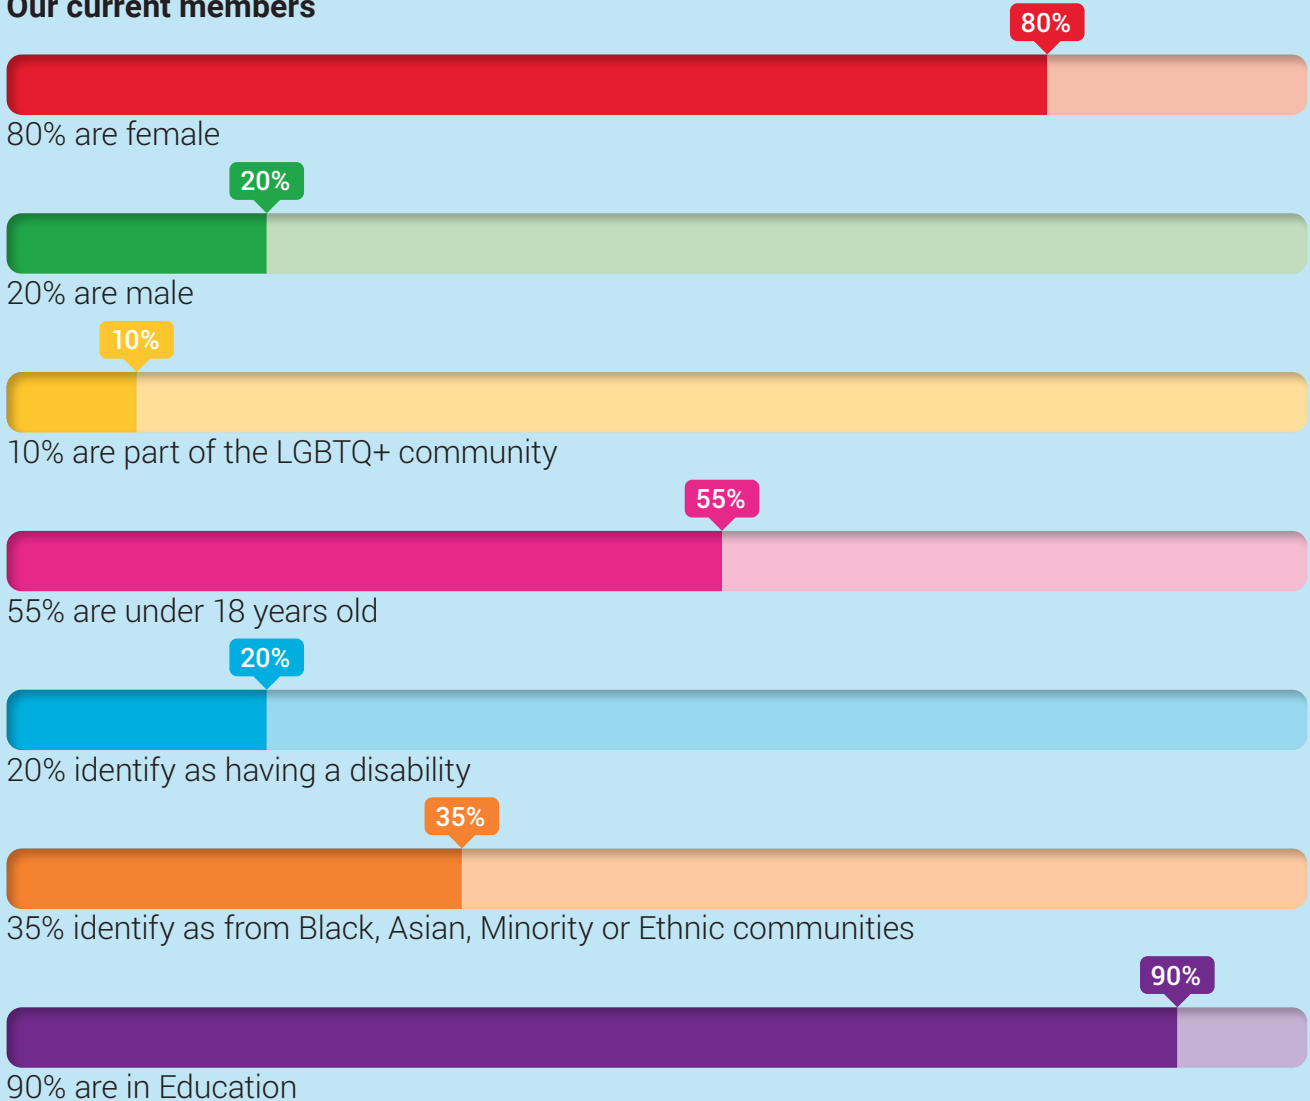 Our current members
80%
80% are female
20%
20% are male
10%
10% are part of the LGBTQ+ community
55%
55% are under 18 years old
20%
20% identify as having a disability
35%
35% identify as from Black, Asian, Minority or Ethnic communities
90%
90% are in Education